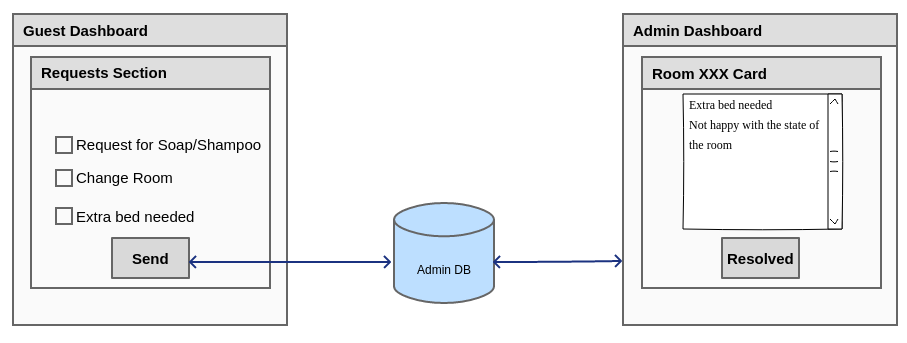 Guest Dashboard
Requests Section
Request for Soap/Shampoo
Change Room
Extra bed needed
Send
Admin DB
Admin Dashboard
Room XXX Card
Extra bed needed
Not happy with the state of
the room
Resolved